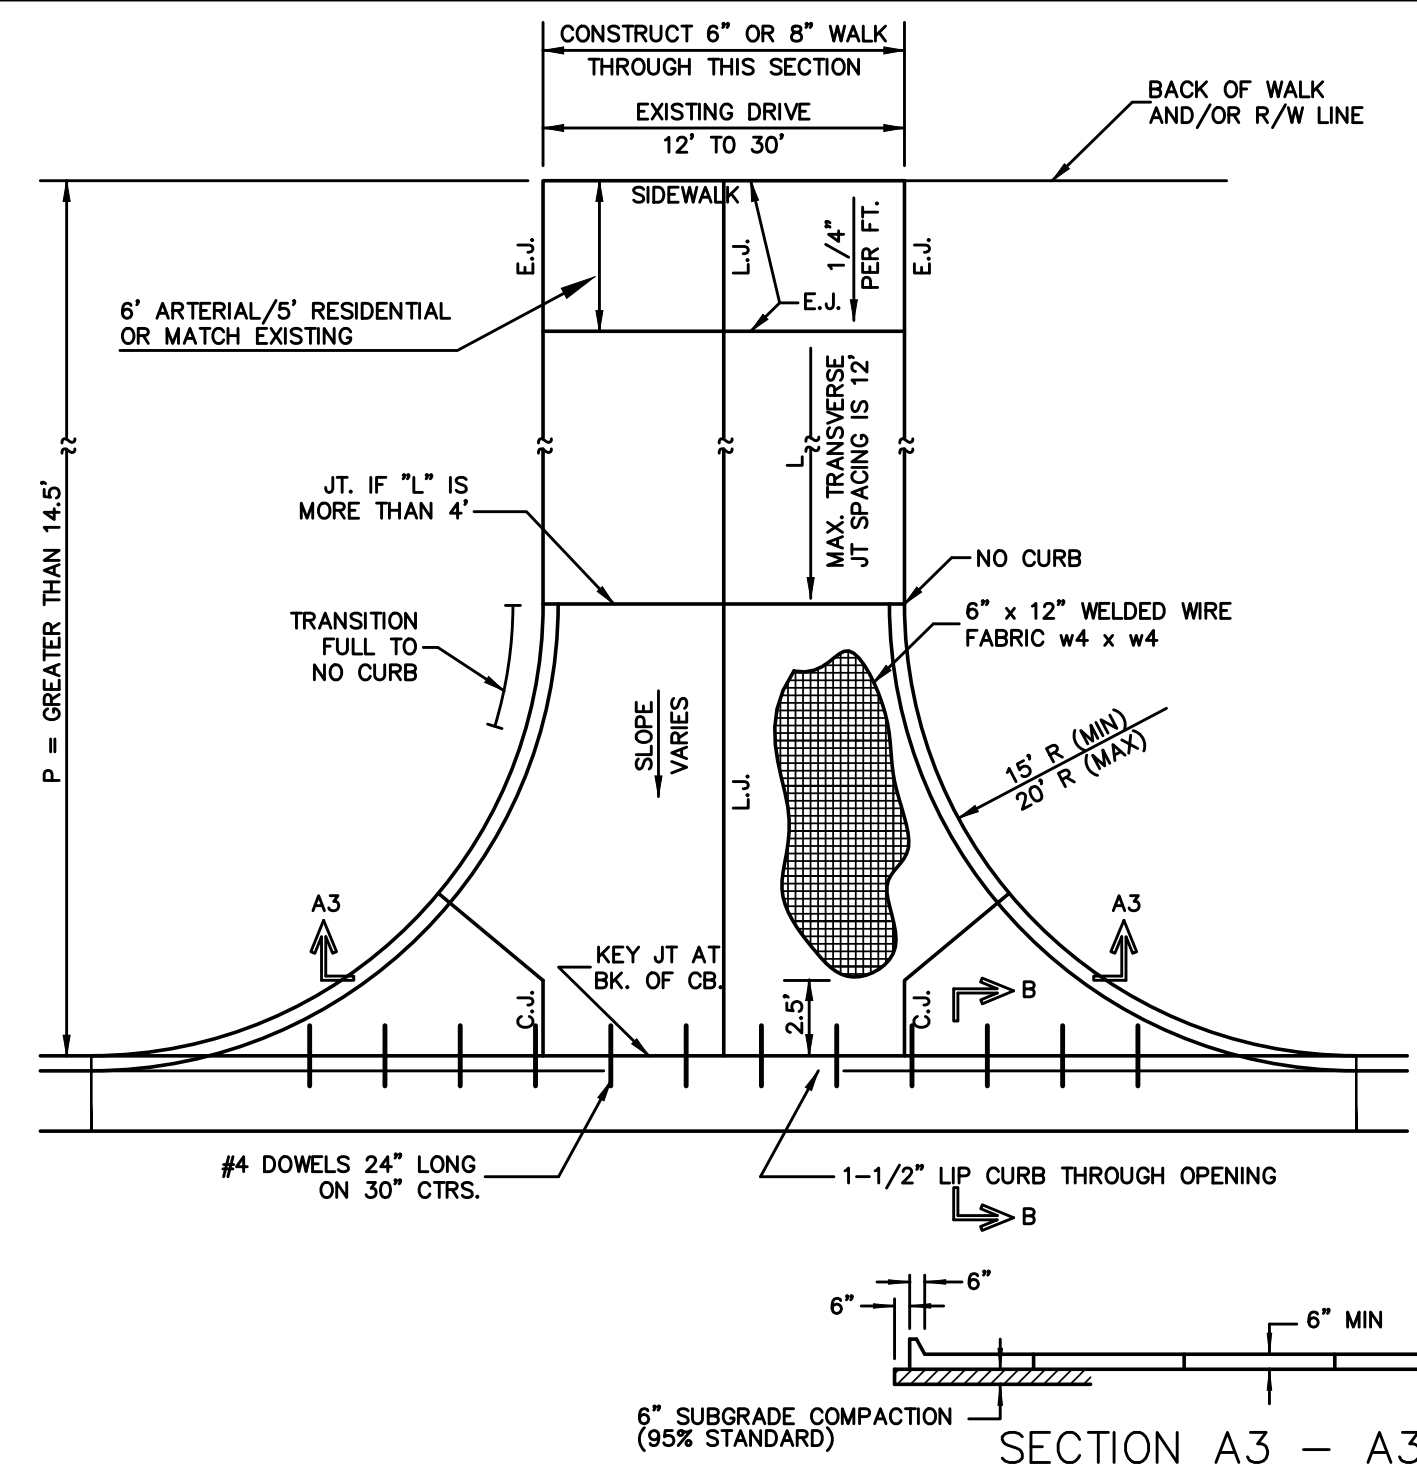 CONSTRUCT 6" OR 8" WALK
THROUGH THIS SECTION
EXISTING DRIVE
12' TO 30'
BACK OF WALK
AND/OR R/W LINE
SIDEWALK
E.J.
L.J.
1/4"
PER FT.
E.J.
E.J.
6' ARTERIAL/5' RESIDENTIAL
OR MATCH EXISTING
L
MAX. TRANSVERSE
JT SPACING IS 12'
JT. IF "L" IS
MORE THAN 4'
P = GREATER THAN 14.5'
NO CURB
6" x 12" WELDED WIRE
FABRIC w4 x w4
TRANSITION
FULL TO
NO CURB
SLOPE
VARIES
L.J.
15' R (MIN)
20' R (MAX)
A3
A3
KEY JT AT
BK. OF CB.
C.J.
2.5'
C.J.
B
#4 DOWELS 24" LONG
ON 30" CTRS.
1-1/2" LIP CURB THROUGH OPENING
B
6"
6"
6" MIN
6" SUBGRADE COMPACTION
(95% STANDARD)
SECTION A3 - A3